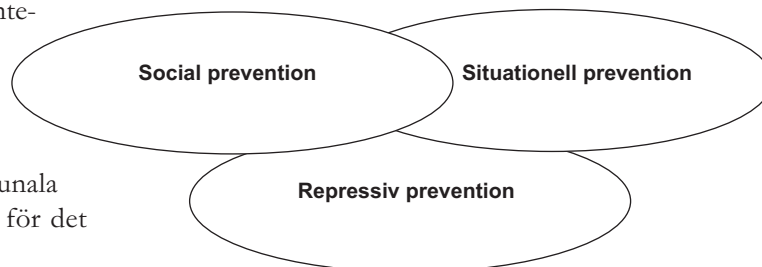 nte-
Social prevention
Situationell prevention
unala
för det
Repressiv prevention